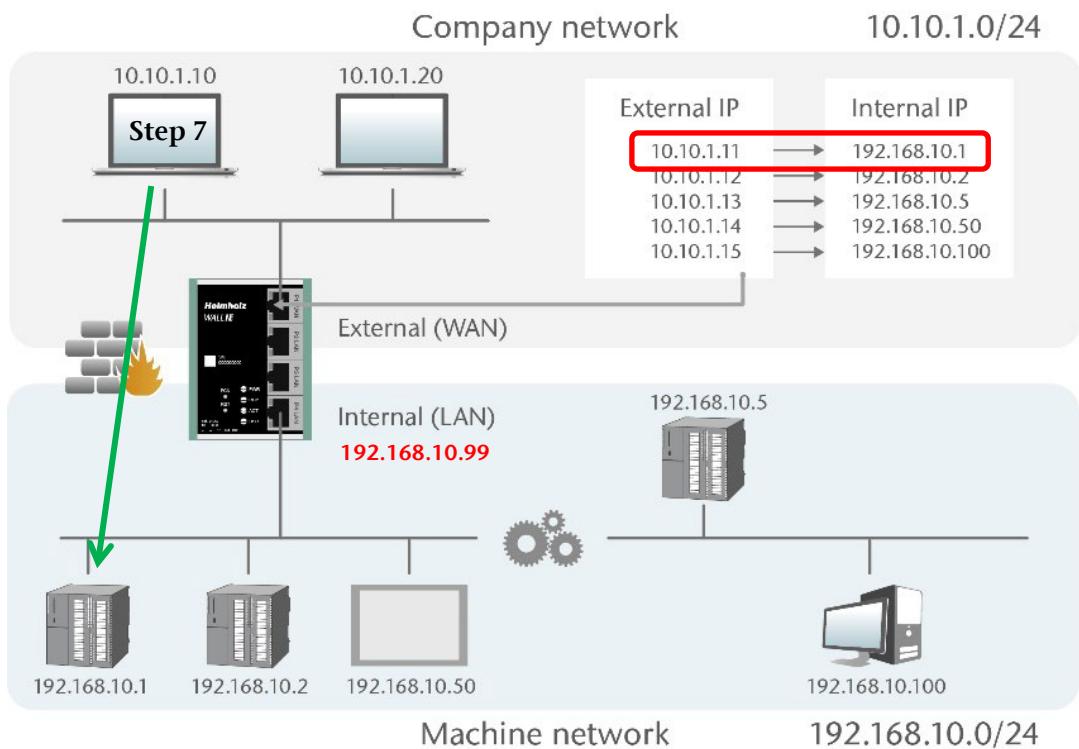 Company network 10.10.1.0/24
10.10.1.10 10.10.1.20
Step 7
External IP Internal IP
10.10.1.11 192.168.10.1
10.10.1.12 192.168.10.2
10.10.1.13 192.168.10.5
10.10.1.14 192.168.10.50
10.10.1.15 192.168.10.100
Helmholz
WALL IE
External (WAN)
Internal (LAN)
192.168.10.99
192.168.10.5
192.168.10.1 192.168.10.2 192.168.10.50 192.168.10.100
Machine network 192.168.10.0/24